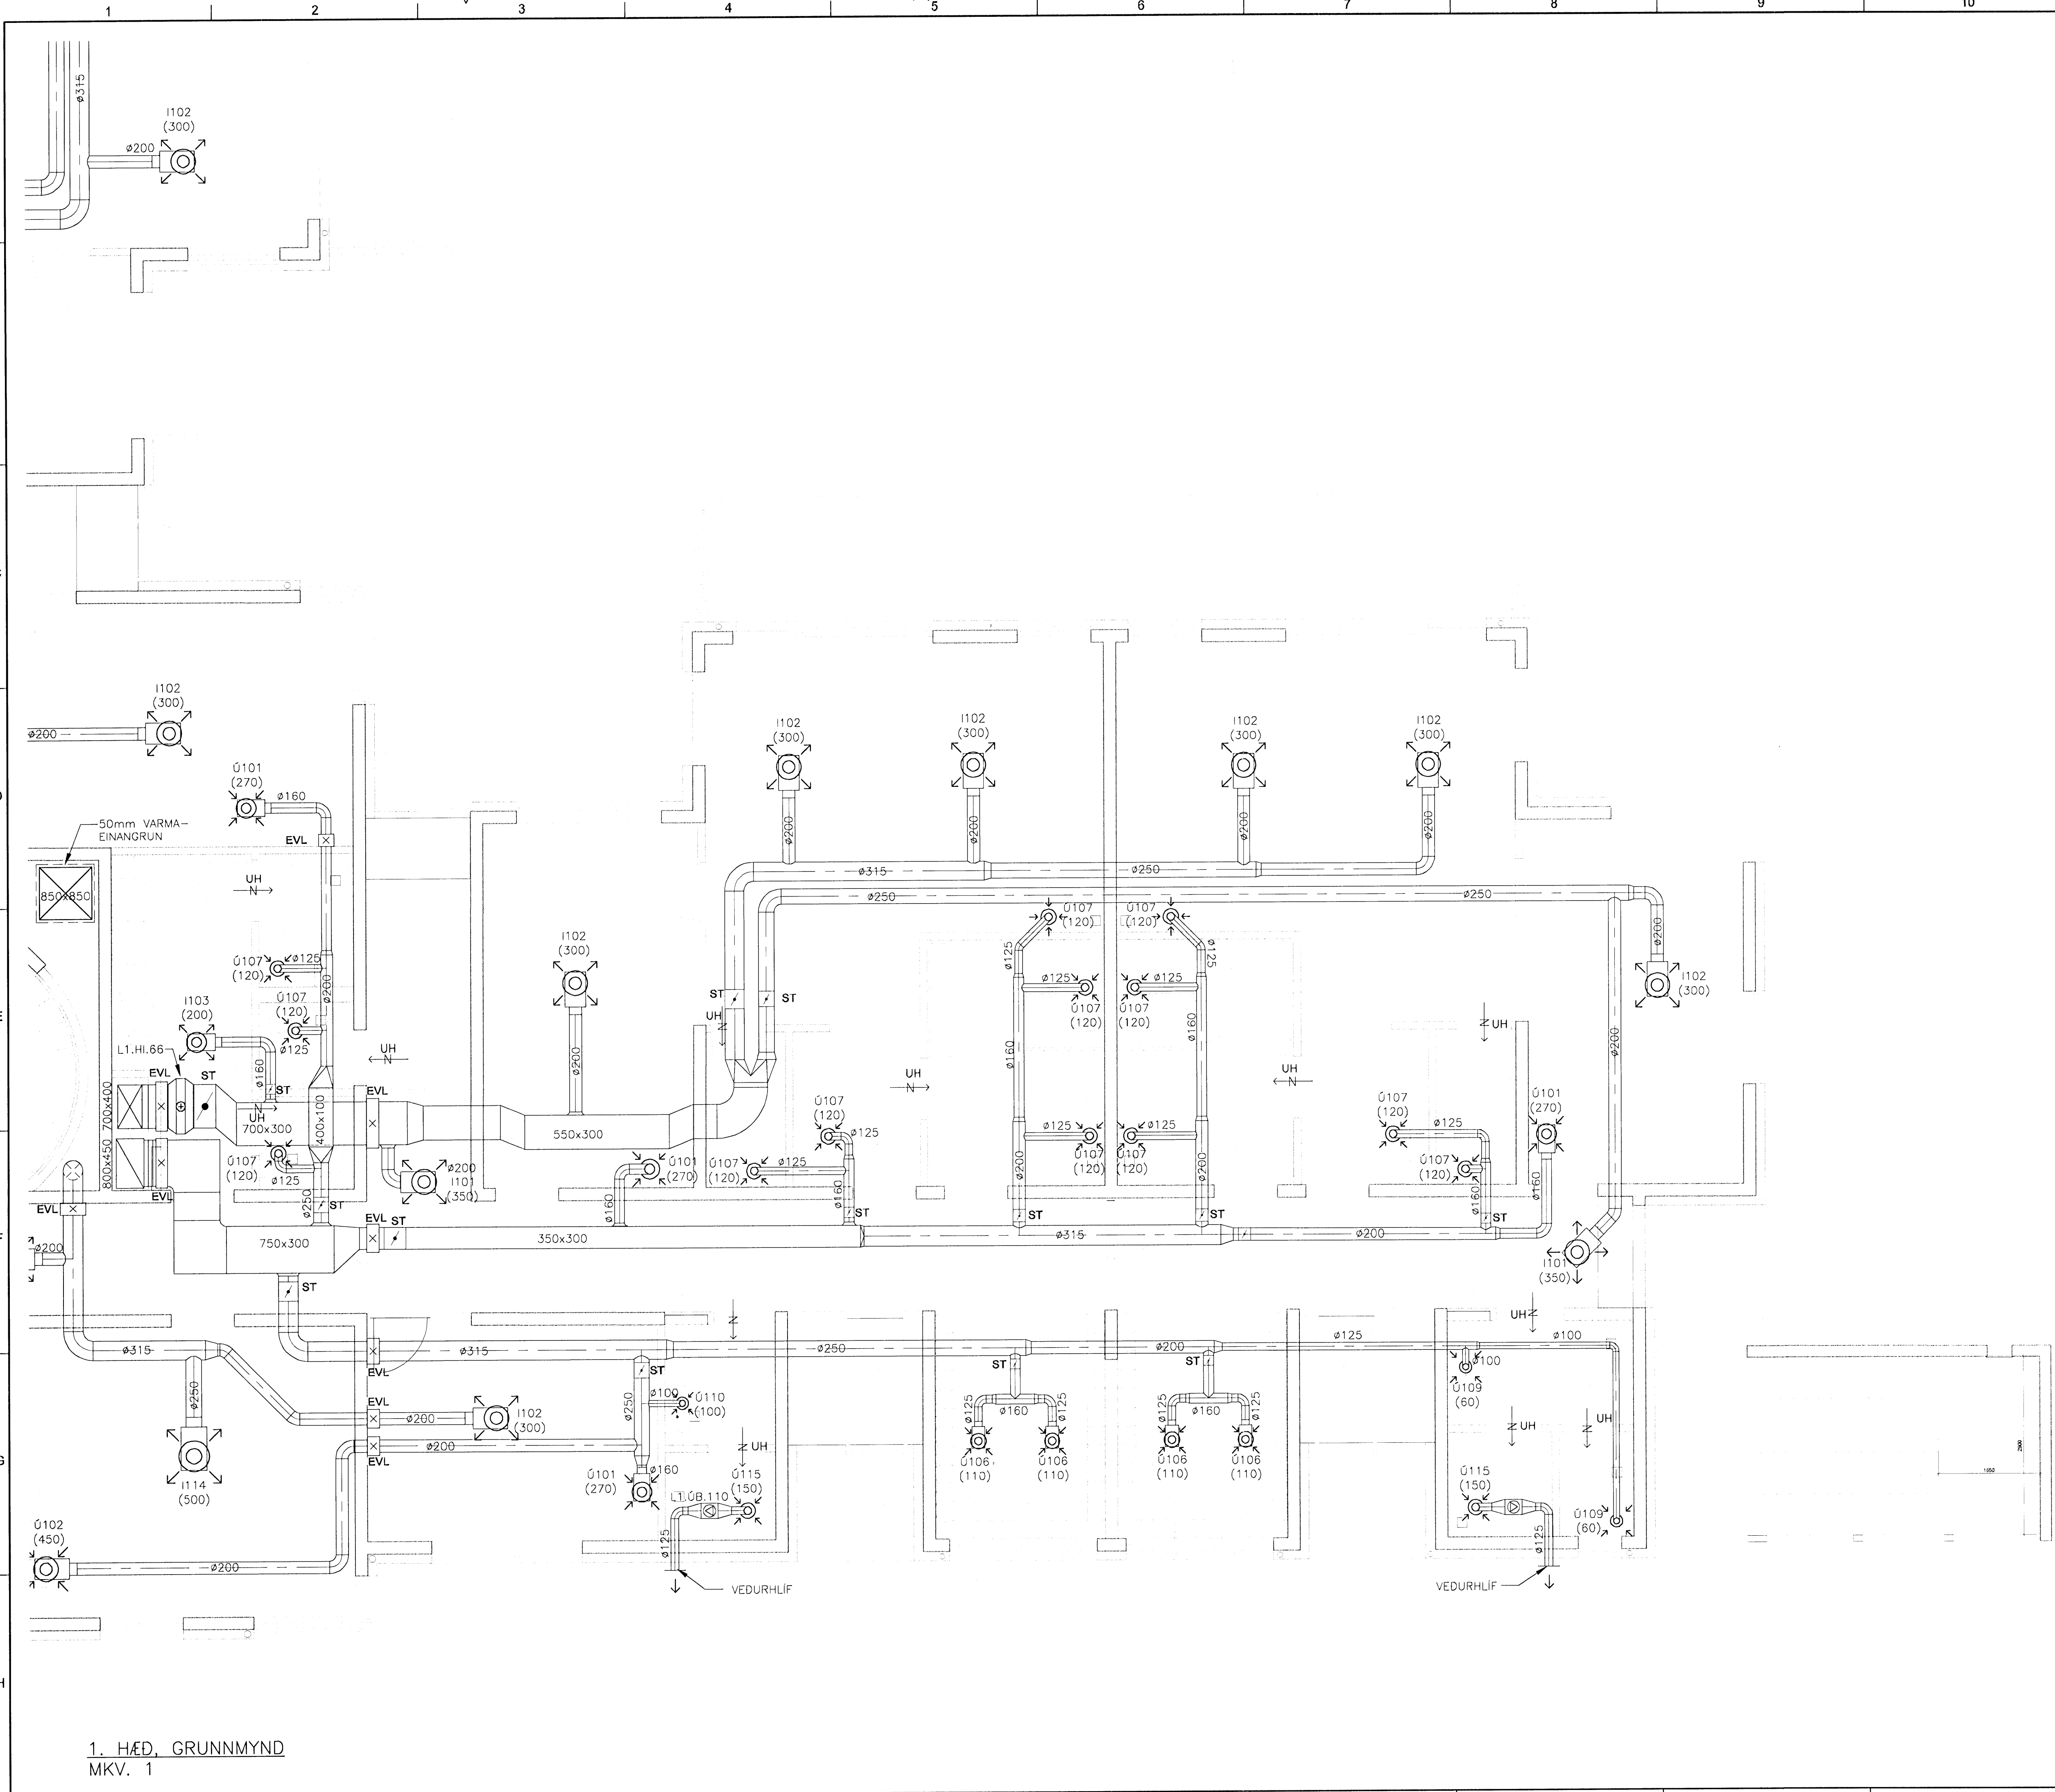 1 2 3 4 5 6 7 8 9 10
ø315
I102
(300)
ø200
I102
(300)
ø200
Ú101
(270)
ø160
EVL
50mm VARMA-
EINANGRUN
850x850
UH
N
I102
(300)
I102
(300)
I102
(300)
I102
(300)
ø200
ø200
ø200
ø200
ø315
ø250
ø250
ø250
Ú107
(120)
Ú107
(120)
ø125
ø125
ø200
I102
(300)
I102
(300)
ø200
Ú107
(120)
ø125
ø200
Ú107
(120)
ø125
I103
(200)
L1.HI.66
EVL
ST
ø160
ST
UH
N
UH
N
700x300
400x100
EVL
550x300
ST
ST
UH
N
ø125
Ú107
(120)
ø125
Ú107
(120)
ø160
ø160
UH
N
UH
N
N
UH
ø200
700x400
800x450
EVL
Ú107
(120)
ø125
ø250
ST
ø200
I101
(350)
Ú101
(270)
ø160
Ú107
(120)
ø125
Ú107
(120)
ø125
ø160
ST
ø125
Ú107
(120)
ø125
Ú107
(120)
ø200
ø200
ST
ST
Ú107
(120)
ø125
Ú107
(120)
ø160
ST
Ú101
(270)
ø160
EVL
ø200
750x300
EVL
ST
350x300
ø315
ø200
I101
(350)
ST
N
UH
N
ø315
ø250
EVL
ø315
ø250
ø200
ø125
ø100
ST
ø250
ø100
Ú110
(100)
ST
ø125
ø125
ø160
Ú106
(110)
Ú106
(110)
ST
ø125
ø125
ø160
Ú106
(110)
Ú106
(110)
ø100
Ú109
(60)
EVL
ø200
I102
(300)
ø200
EVL
I114
(500)
N
UH
N
UH
UH
N
Ú101
(270)
ø160
L1.ÚB.110
Ú115
(150)
ø125
VEÐURHLÍF
Ú115
(150)
ø125
VEÐURHLÍF
Ú109
(60)
Ú102
(450)
ø200
2900
1950
E
F
G
H
1. HÆÐ, GRUNNMYND
MKV. 1